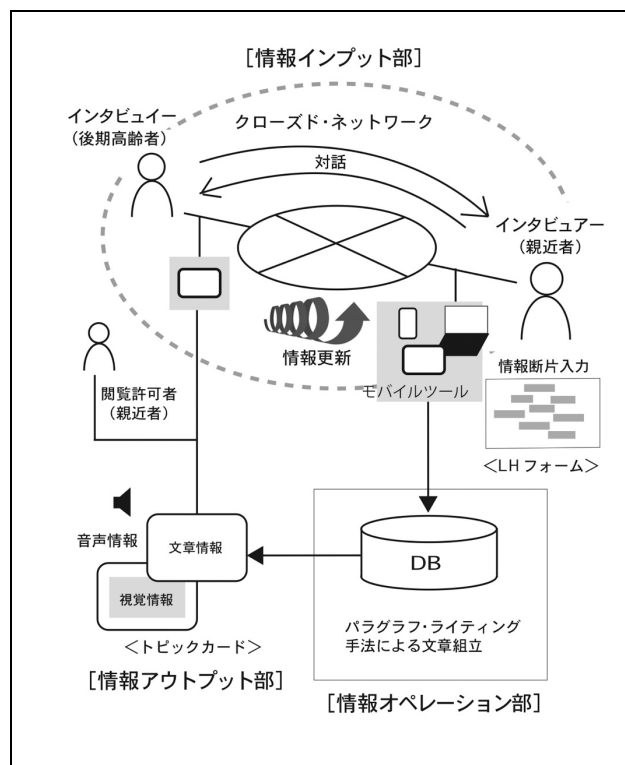 ［情報インプット部］
インタビュイー
（後期高齢者）
クローズド・ネットワーク
対話
インタビュアー
（親近者）
情報更新
モバイルツール
情報断片入力
＜LHフォーム＞
閲覧許可者
（親近者）
音声情報
文章情報
視覚情報
＜トピックカード＞
［情報アウトプット部］
DB
パラグラフ・ライティング
手法による文章組立
［情報オペレーション部］